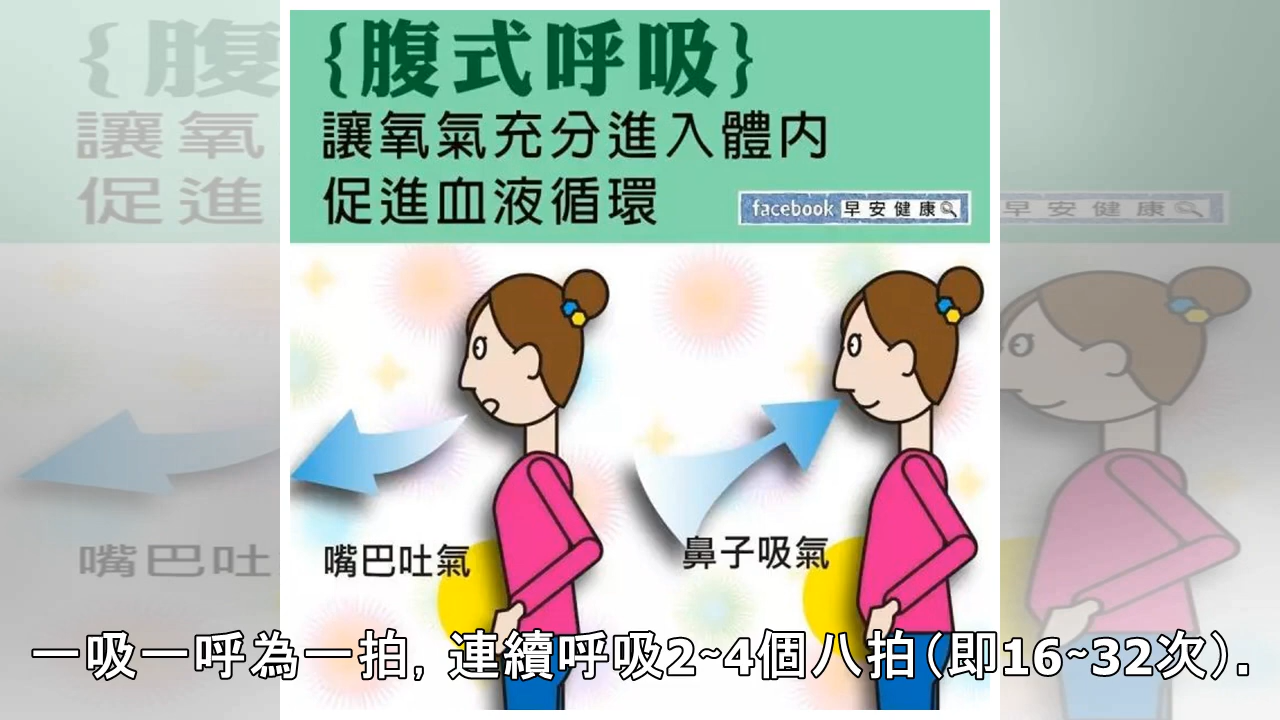 {腹式呼吸}
讓氧氣充分進入體内
促進血液循環
facebook 早安健康
嘴巴吐氣
鼻子吸氣
一吸一呼為一拍, 連續呼吸2~4個八拍(即16~32次).